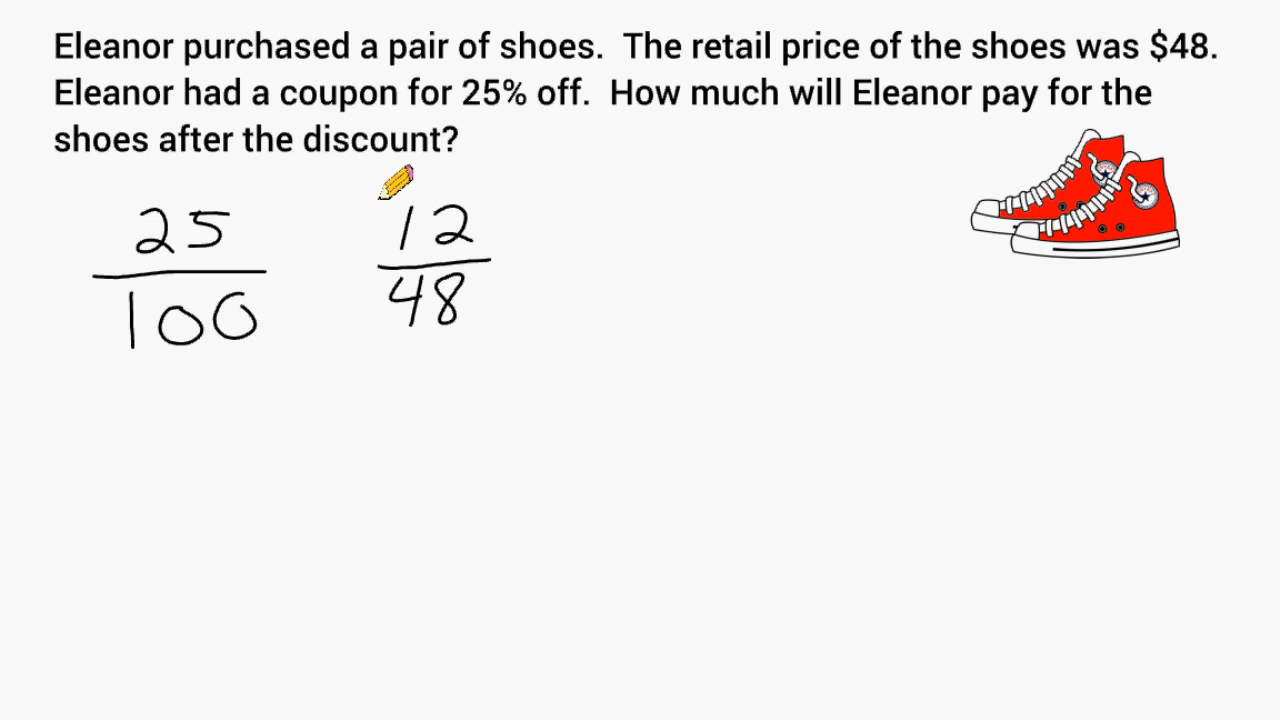 Eleanor purchased a pair of shoes.  The retail price of the shoes was $48.
Eleanor had a coupon for 25% off.  How much will Eleanor pay for the
shoes after the discount?
25
100
12
48